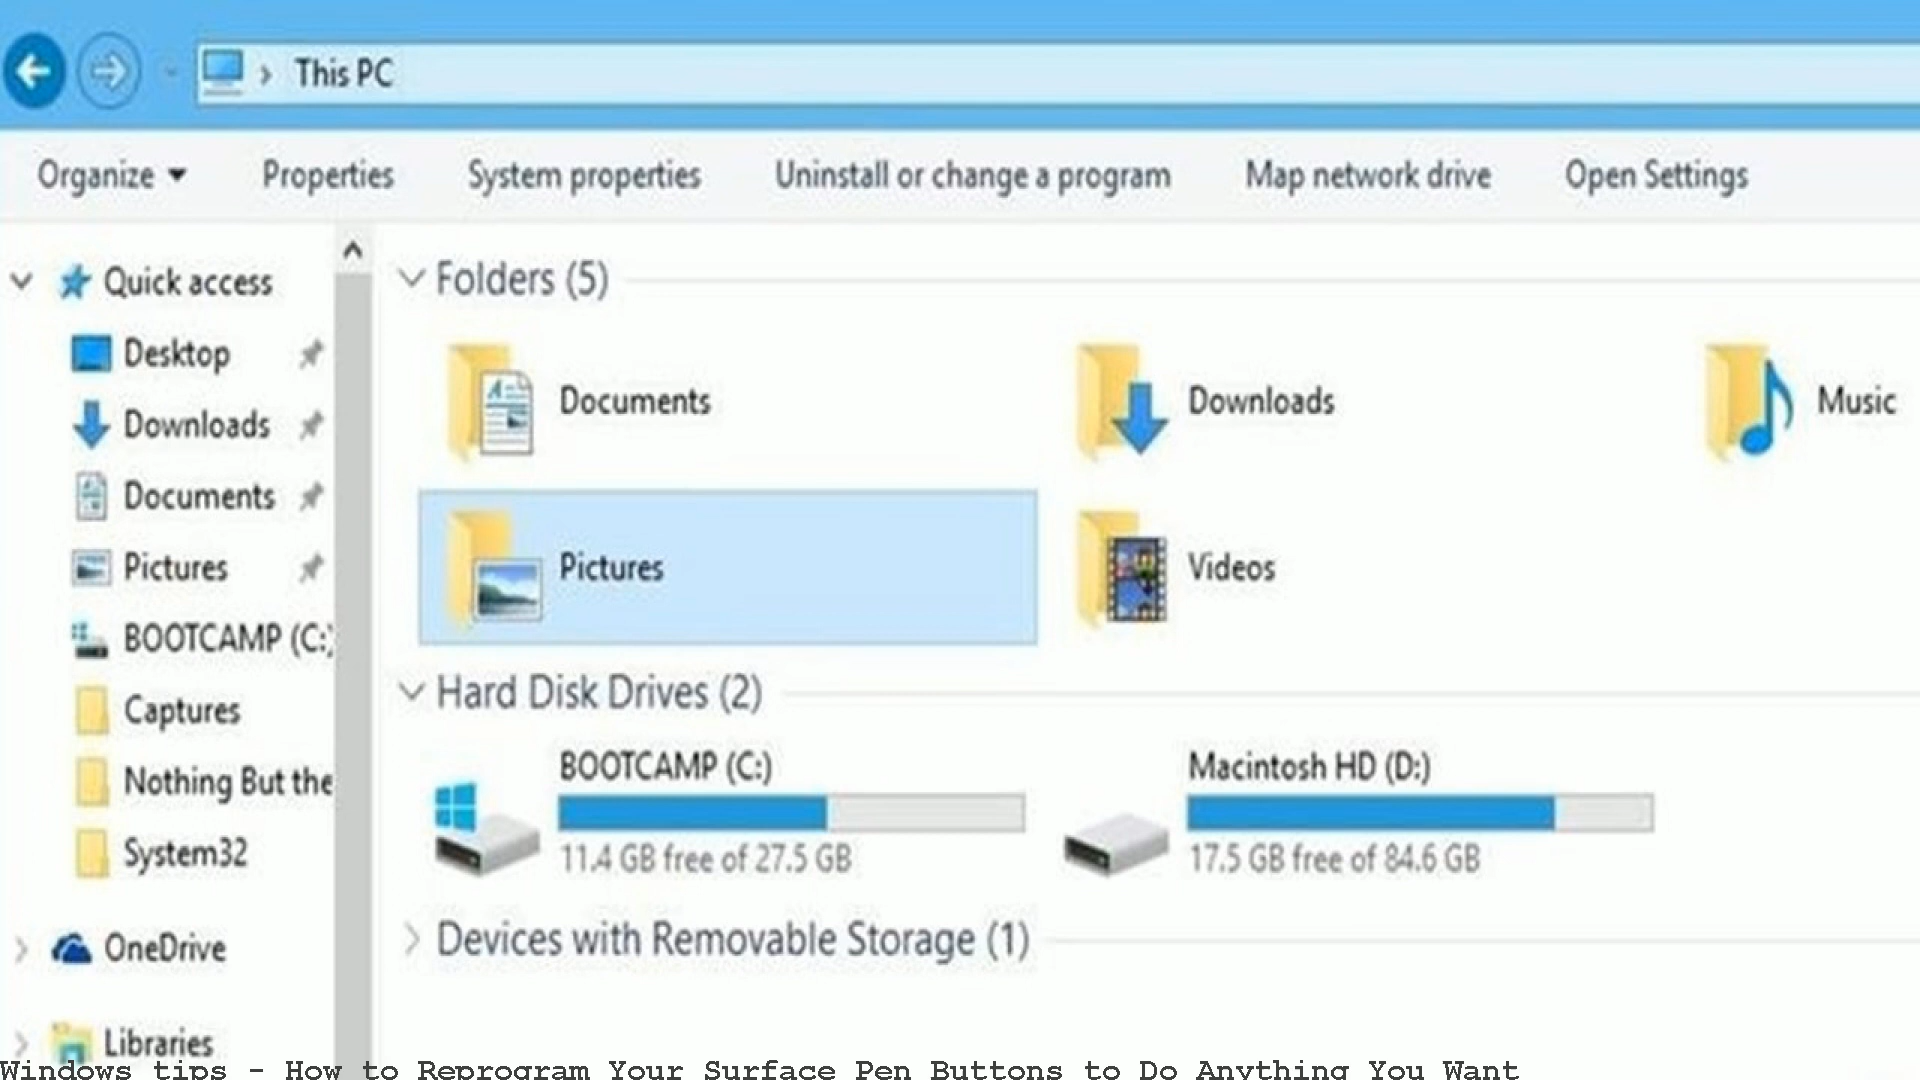 This PC
Organize Properties System properties Uninstall or change a program Map network drive Open Settings
Quick access
Desktop
Downloads
Documents
Pictures
BOOTCAMP (C:)
Captures
Nothing But the
System32
OneDrive
Libraries
Folders (5)
Documents Downloads Music
Pictures Videos
Hard Disk Drives (2)
BOOTCAMP (C:)
11.4 GB free of 27.5 GB
Macintosh HD (D:)
17.5 GB free of 84.6 GB
Devices with Removable Storage (1)
Windows tips - How to Reprogram Your Surface Pen Buttons to Do Anything You Want